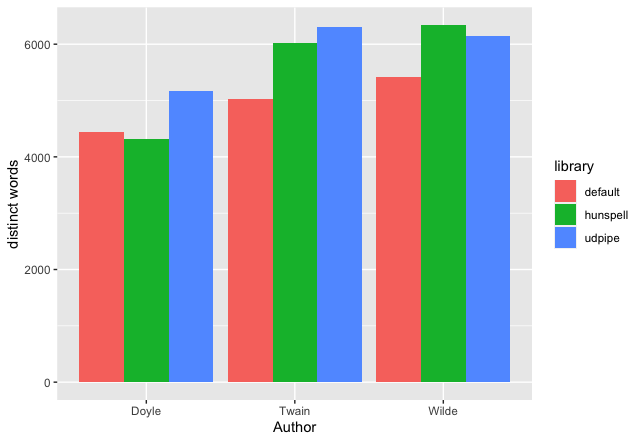 6000
4000
2000
0
distinct words
Doyle
Twain
Wilde
Author
library
default
hunspell
udpipe